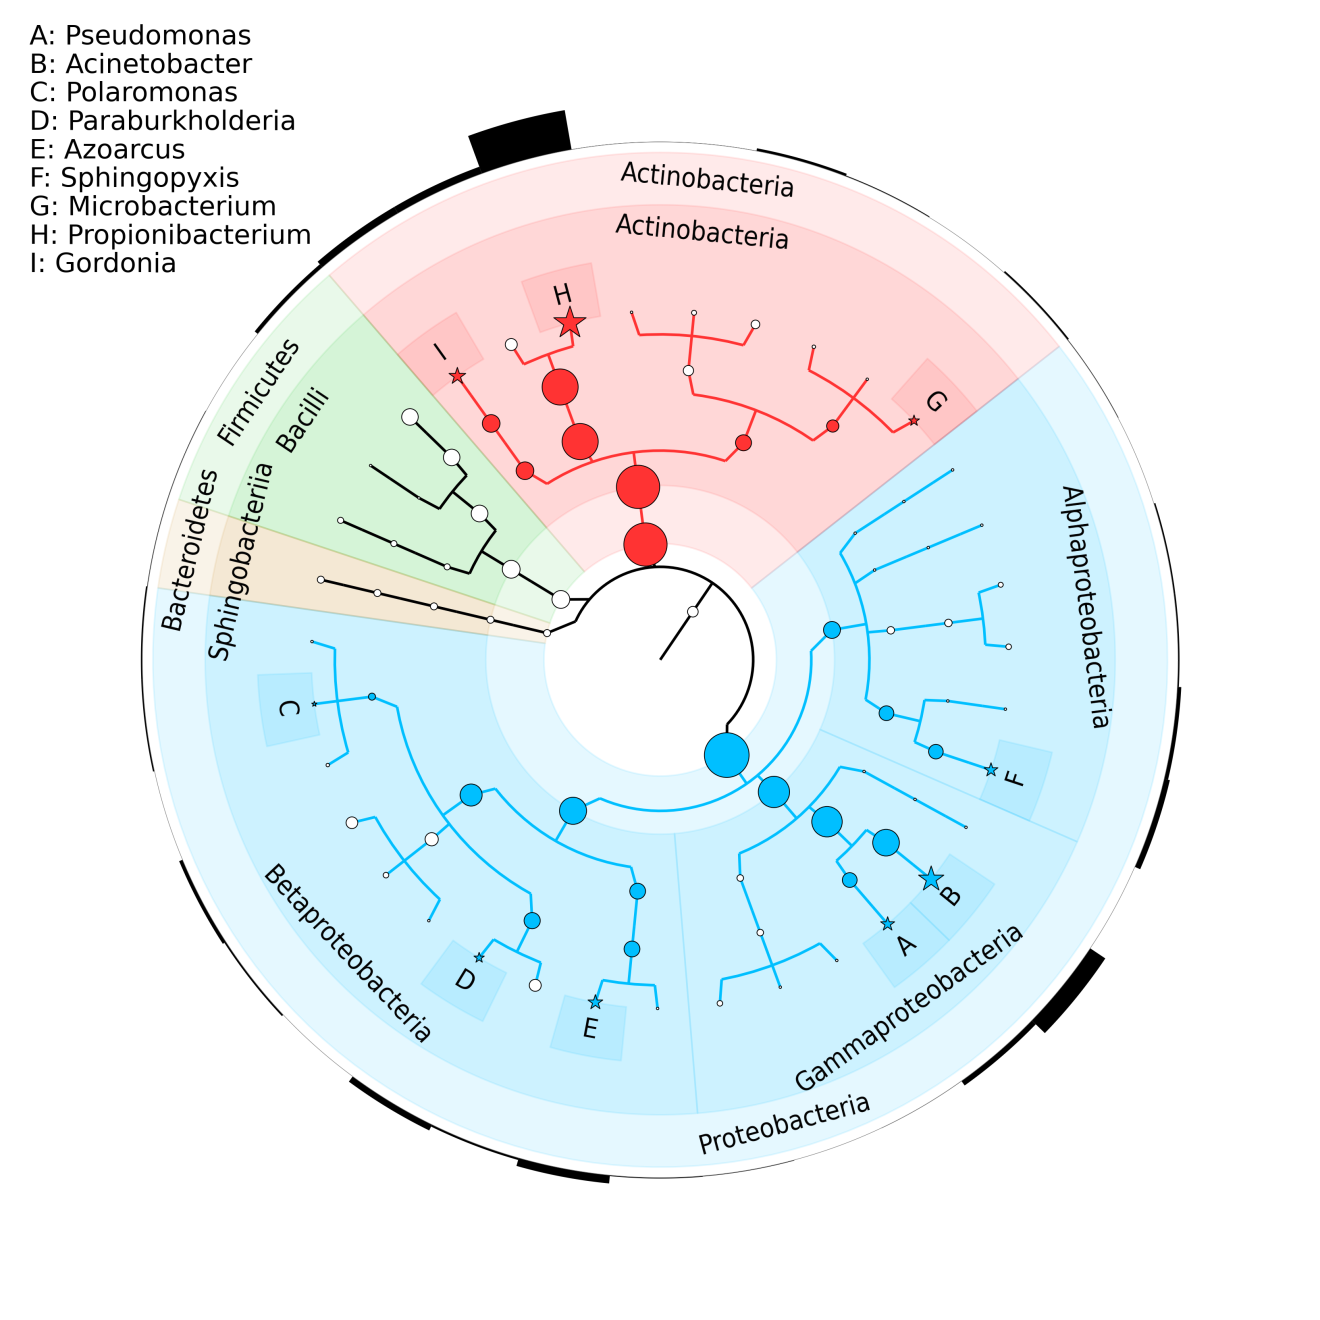 A: Pseudomonas
B: Acinetobacter
C: Polaromonas
D: Paraburkholderia
E: Azoarcus
F: Sphingopyxis
G: Microbacterium
H: Propionibacterium
I: Gordonia
Actinobacteria
Actinobacteria
H
I
G
Firmicutes
Bacilli
Bacteroidetes
Sphingobacteriia
Alphaproteobacteria
C
F
B
A
D
E
Betaproteobacteria
Gammaproteobacteria
Proteobacteria